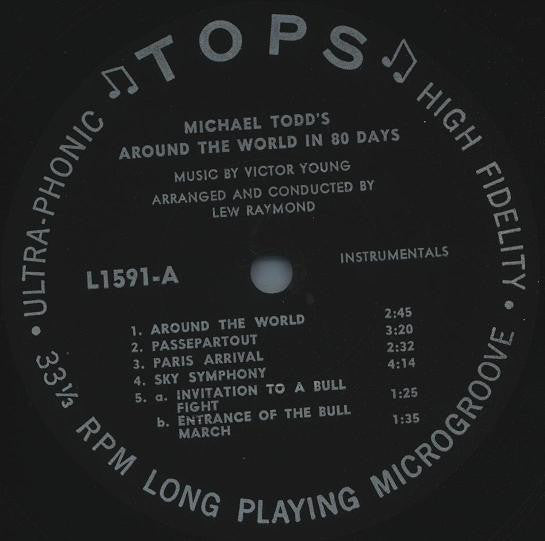 TOPS
ULTRA-PHONIC
HIGH FIDELITY
MICHAEL TODD'S
AROUND THE WORLD IN 80 DAYS
MUSIC BY VICTOR YOUNG
ARRANGED AND CONDUCTED BY
LEW RAYMOND
L1591-A
INSTRUMENTALS
1. AROUND THE WORLD 2:45
2. PASSEPARTOUT 3:20
3. PARIS ARRIVAL 2:32
4. SKY SYMPHONY 4:14
5. a. INVITATION TO A BULL
FIGHT 1:25
b. ENTRANCE OF THE BULL
MARCH 1:35
• 33⅓ RPM LONG PLAYING MICROGROOVE •